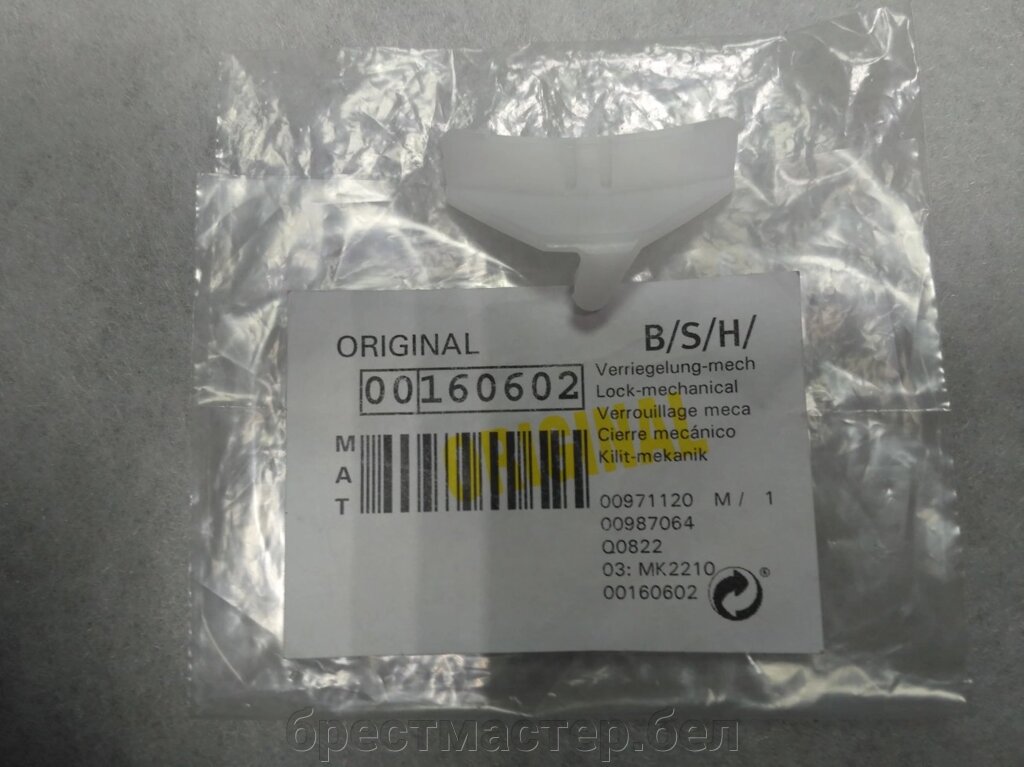 ORIGINAL
B/S/H/
00160602
Verriegelung-mech
Lock-mechanical
Verrouillage meca
Cierre mecánico
Kilit-mekanik
MAT
ORIGINAL
00971120 M / 1
00987064
Q0822
03: MK2210
00160602
®
брестмастер.бел